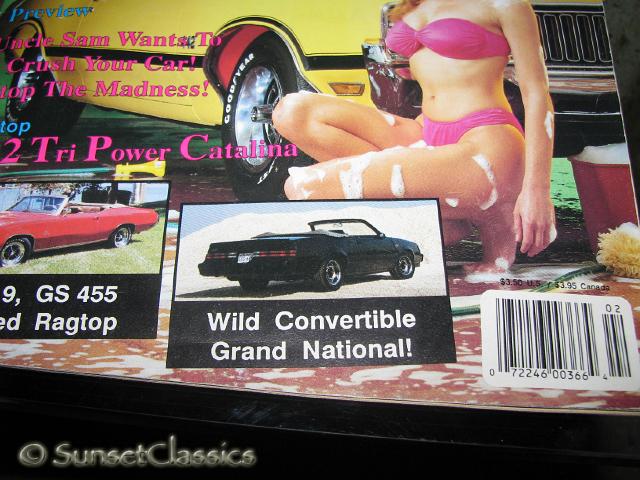 Preview
Uncle Sam Wants To
Crush Your Car!
top The Madness!
GOODYEAR
top
2 Tri Power Catalina
9, GS 455
ed Ragtop
Wild Convertible
Grand National!
$3.50 U.S. / $3.95 Canada
02
0 72246 00366 4
© SunsetClassics